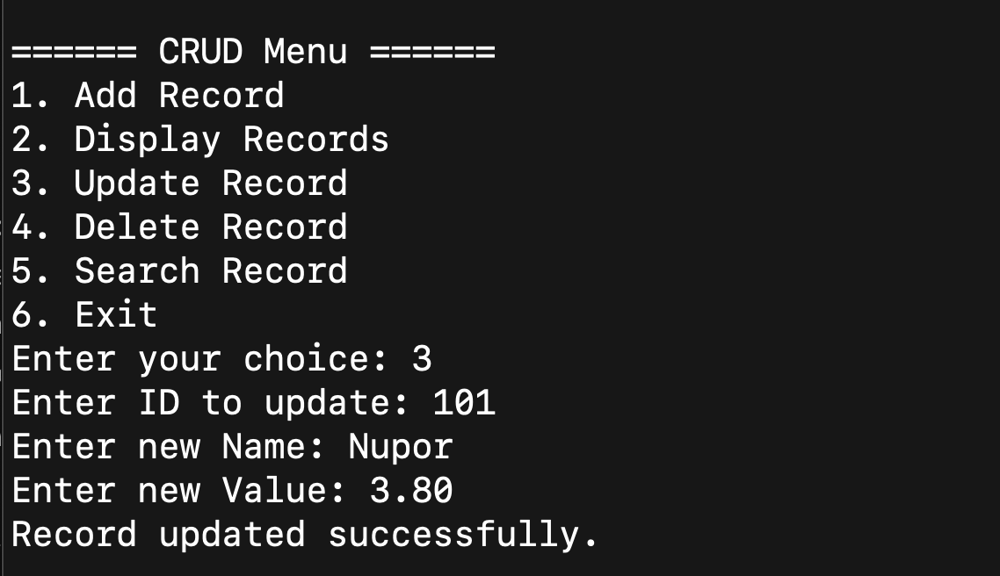 ====== CRUD Menu ======
1. Add Record
2. Display Records
3. Update Record
4. Delete Record
5. Search Record
6. Exit
Enter your choice: 3
Enter ID to update: 101
Enter new Name: Nupor
Enter new Value: 3.80
Record updated successfully.